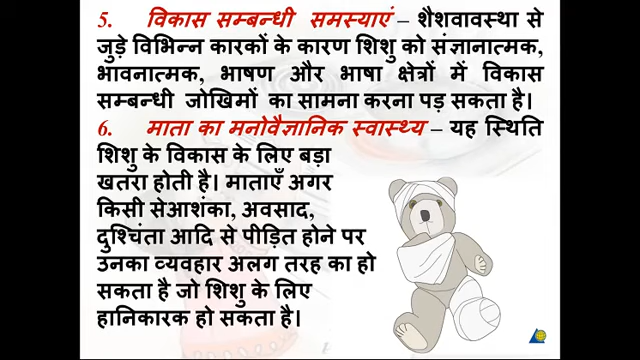 5. विकास सम्बन्धी समस्याएं – शैशवावस्था से
जुड़े विभिन्न कारकों के कारण शिशु को संज्ञानात्मक,
भावनात्मक, भाषण और भाषा क्षेत्रों में विकास
सम्बन्धी जोखिमों का सामना करना पड़ सकता है।
6. माता का मनोवैज्ञानिक स्वास्थ्य – यह स्थिति
शिशु के विकास के लिए बड़ा
खतरा होती है। माताएँ अगर
किसी सेआशंका, अवसाद,
दुश्चिंता आदि से पीड़ित होने पर
उनका व्यवहार अलग तरह का हो
सकता है जो शिशु के लिए
हानिकारक हो सकता है।